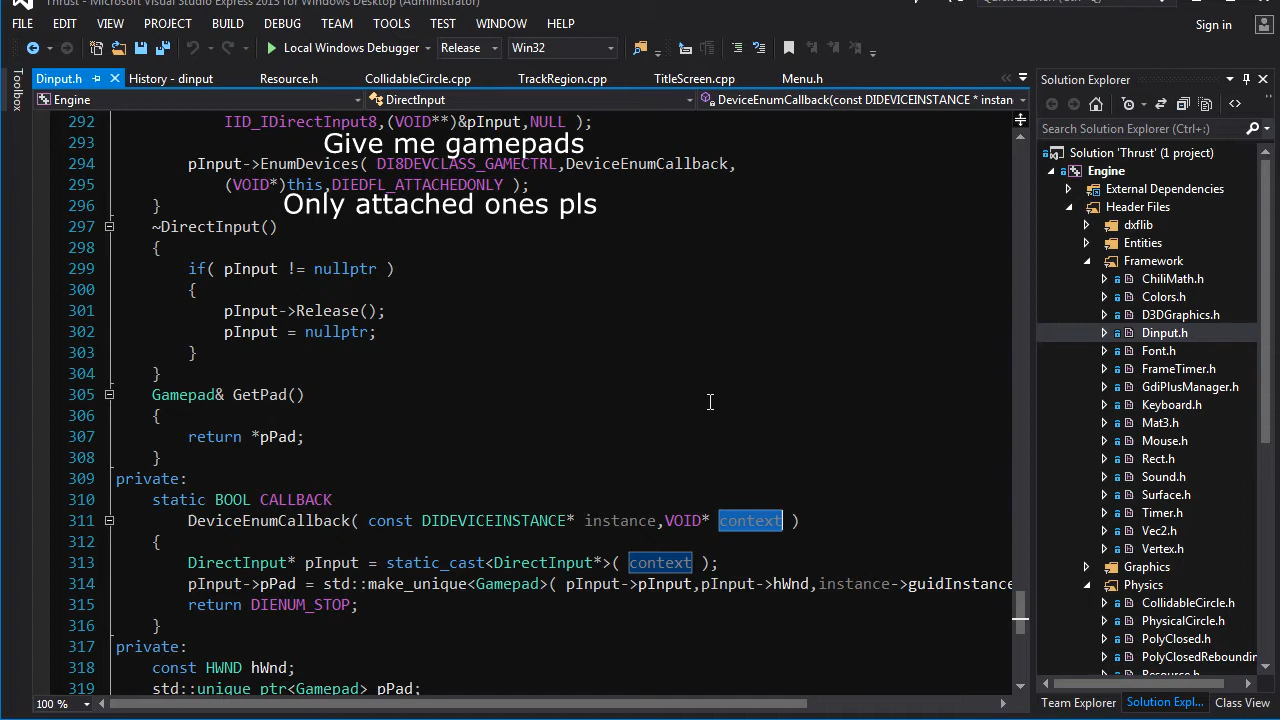 Thrust - Microsoft Visual Studio Express 2013 for Windows Desktop (Administrator)
FILE EDIT VIEW PROJECT BUILD DEBUG TEAM TOOLS TEST WINDOW HELP
Sign in
Local Windows Debugger Release Win32
Toolbox
Dinput.h History - dinput Resource.h CollidableCircle.cpp TrackRegion.cpp TitleScreen.cpp Menu.h
Engine DirectInput DeviceEnumCallback(const DIDEVICEINSTANCE * instan
292 IID_IDirectInput8,(VOID**)&pInput,NULL );
Give me gamepads
293
294 pInput->EnumDevices( DI8DEVCLASS_GAMECTRL,DeviceEnumCallback,
295 (VOID*)this,DIEDFL_ATTACHEDONLY );
Only attached ones pls
296 }
297 ~DirectInput()
298 {
299 if( pInput != nullptr )
300 {
301 pInput->Release();
302 pInput = nullptr;
303 }
304 }
305 Gamepad& GetPad()
306 {
307 return *pPad;
308 }
309 private:
310 static BOOL CALLBACK
311 DeviceEnumCallback( const DIDEVICEINSTANCE* instance,VOID* context )
312 {
313 DirectInput* pInput = static_cast<DirectInput*>( context );
314 pInput->pPad = std::make_unique<Gamepad>( pInput->pInput,pInput->hWnd,instance->guidInstance
315 return DIENUM_STOP;
316 }
317 private:
318 const HWND hWnd;
319 std::unique_ptr<Gamepad> pPad;
100 %
Solution Explorer
Search Solution Explorer (Ctrl+;)
Solution 'Thrust' (1 project)
Engine
External Dependencies
Header Files
dxflib
Entities
Framework
ChiliMath.h
Colors.h
D3DGraphics.h
Dinput.h
Font.h
FrameTimer.h
GdiPlusManager.h
Keyboard.h
Mat3.h
Mouse.h
Rect.h
Sound.h
Surface.h
Timer.h
Vec2.h
Vertex.h
Graphics
Physics
CollidableCircle.h
PhysicalCircle.h
PolyClosed.h
PolyClosedReboundin
Team Explorer Solution Expl... Class View